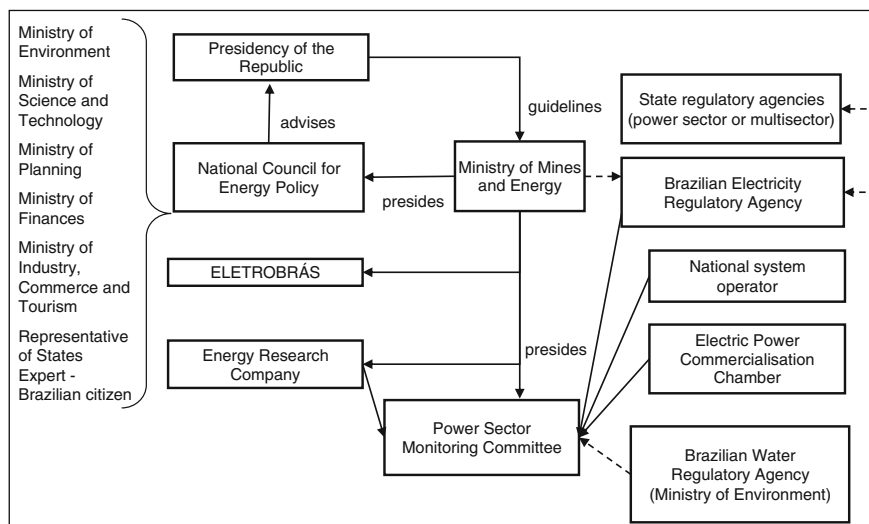 Ministry of
Environment
Ministry of
Science and
Technology
Ministry of
Planning
Ministry of
Finances
Ministry of
Industry,
Commerce and
Tourism
Representative
of States
Expert -
Brazilian citizen
Presidency of the
Republic
advises
National Council for
Energy Policy
presides
guidelines
Ministry of Mines
and Energy
ELETROBRÁS
Energy Research
Company
presides
Power Sector
Monitoring Committee
State regulatory agencies
(power sector or multisector)
Brazilian Electricity
Regulatory Agency
National system
operator
Electric Power
Commercialisation
Chamber
Brazilian Water
Regulatory Agency
(Ministry of Environment)